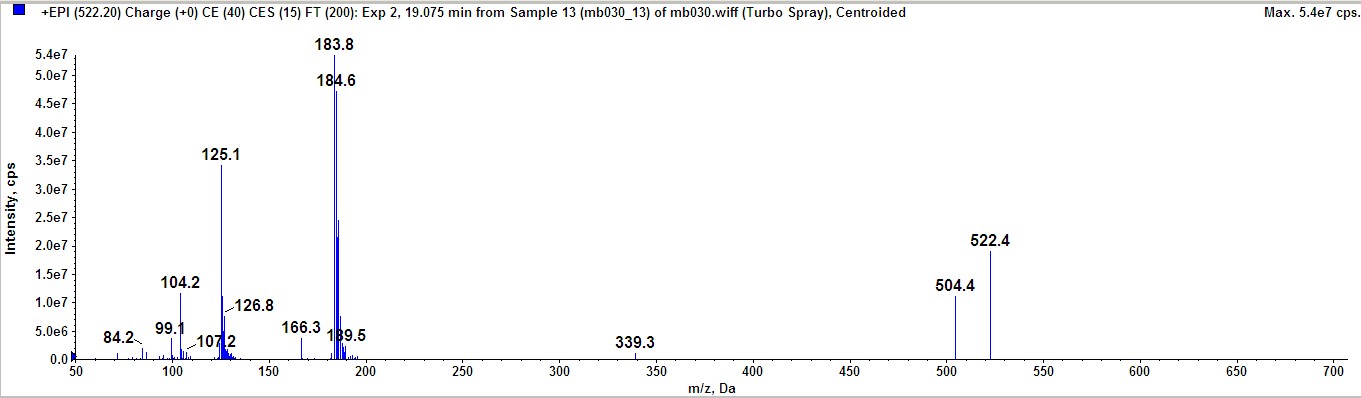 +EPI (522.20) Charge (+0) CE (40) CES (15) FT (200): Exp 2, 19.075 min from Sample 13 (mb030_13) of mb030.wiff (Turbo Spray), Centroided
Max. 5.4e7 cps.
Intensity, cps
5.4e7
5.0e7
4.5e7
4.0e7
3.5e7
3.0e7
2.5e7
2.0e7
1.5e7
1.0e7
5.0e6
0.0
183.8
184.6
125.1
522.4
504.4
104.2
126.8
99.1
166.3
189.5
84.2
107.2
339.3
50 100 150 200 250 300 350 400 450 500 550 600 650 700
m/z, Da